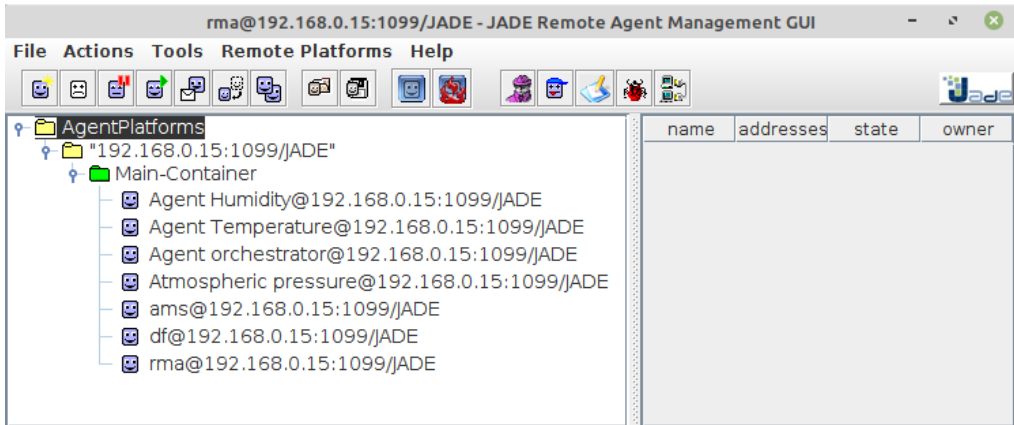 rma@192.168.0.15:1099/JADE - JADE Remote Agent Management GUI
File Actions Tools Remote Platforms Help
Jade
AgentPlatforms
name addresses state owner
"192.168.0.15:1099/JADE"
Main-Container
Agent Humidity@192.168.0.15:1099/JADE
Agent Temperature@192.168.0.15:1099/JADE
Agent orchestrator@192.168.0.15:1099/JADE
Atmospheric pressure@192.168.0.15:1099/JADE
ams@192.168.0.15:1099/JADE
df@192.168.0.15:1099/JADE
rma@192.168.0.15:1099/JADE